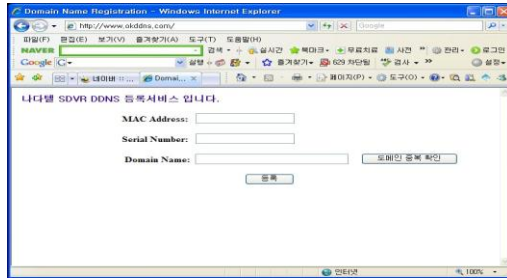 Domain Name Registration - Windows Internet Explorer
http://www.okddns.com/
Google
파일(F) 편집(E) 보기(V) 즐겨찾기(A) 도구(T) 도움말(H)
NAVER 검색 실시간 북마크 무료치료 사전 관리 로그인
Google G 실행 즐겨찾기 629 차단됨 검사 설정
네이버 :: ... Domai... 페이지(P) 도구(O)
나다텔 SDVR DDNS 등록서비스 입니다.
MAC Address:
Serial Number:
Domain Name: 도메인 중복 확인
등록
인터넷 100%